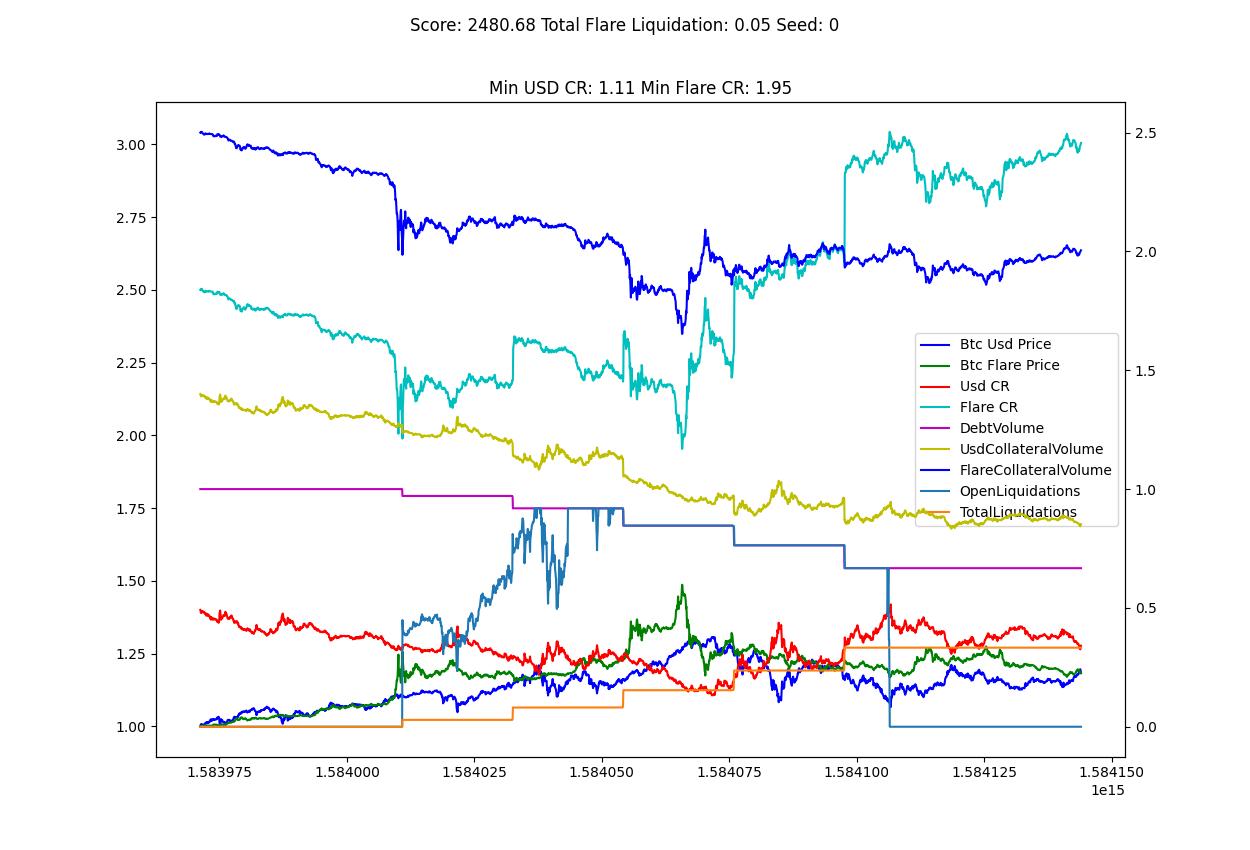 Score: 2480.68 Total Flare Liquidation: 0.05 Seed: 0
Min USD CR: 1.11 Min Flare CR: 1.95
3.00
2.75
2.50
2.25
2.00
1.75
1.50
1.25
1.00
2.5
2.0
1.5
1.0
0.5
0.0
Btc Usd Price
Btc Flare Price
Usd CR
Flare CR
DebtVolume
UsdCollateralVolume
FlareCollateralVolume
OpenLiquidations
TotalLiquidations
1.583975 1.584000 1.584025 1.584050 1.584075 1.584100 1.584125 1.584150
1e15